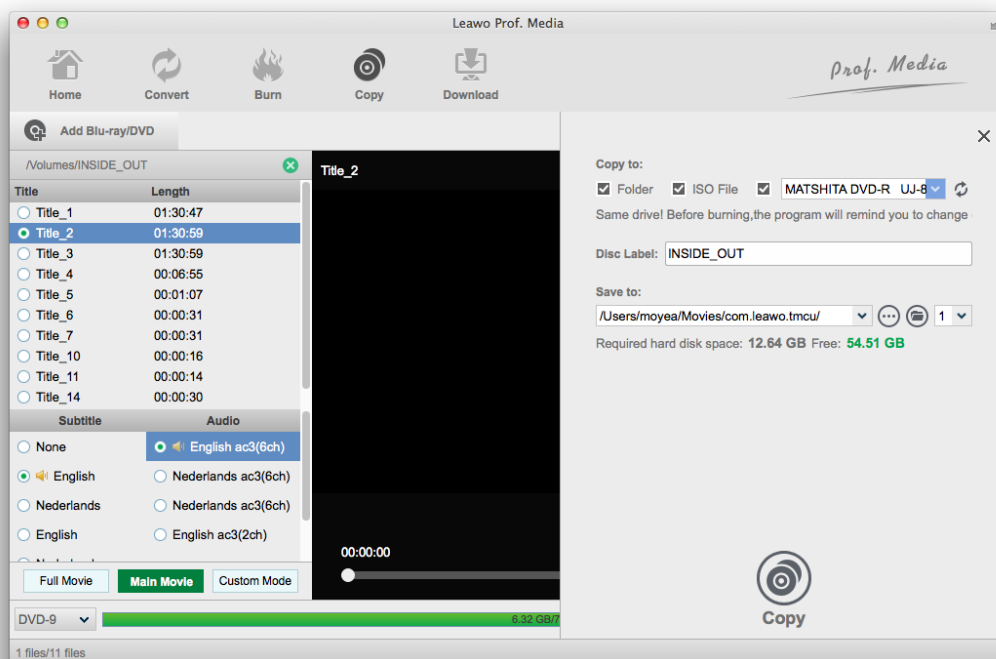 Leawo Prof. Media
Home
Convert
Burn
Copy
Download
Prof. Media
Add Blu-ray/DVD
/Volumes/INSIDE_OUT
Title Length
Title_1 01:30:47
Title_2 01:30:59
Title_3 01:30:59
Title_4 00:06:55
Title_5 00:01:07
Title_6 00:00:31
Title_7 00:00:31
Title_10 00:00:16
Title_11 00:00:14
Title_14 00:00:30
Subtitle Audio
None English ac3(6ch)
English Nederlands ac3(6ch)
Nederlands Nederlands ac3(6ch)
English English ac3(2ch)
Full Movie Main Movie Custom Mode
DVD-9 6.32 GB/7
1 files/11 files
Title_2
00:00:00
Copy to:
Folder ISO File MATSHITA DVD-R UJ-8
Same drive! Before burning,the program will remind you to change
Disc Label: INSIDE_OUT
Save to:
/Users/moyea/Movies/com.leawo.tmcu/ 1
Required hard disk space: 12.64 GB Free: 54.51 GB
Copy